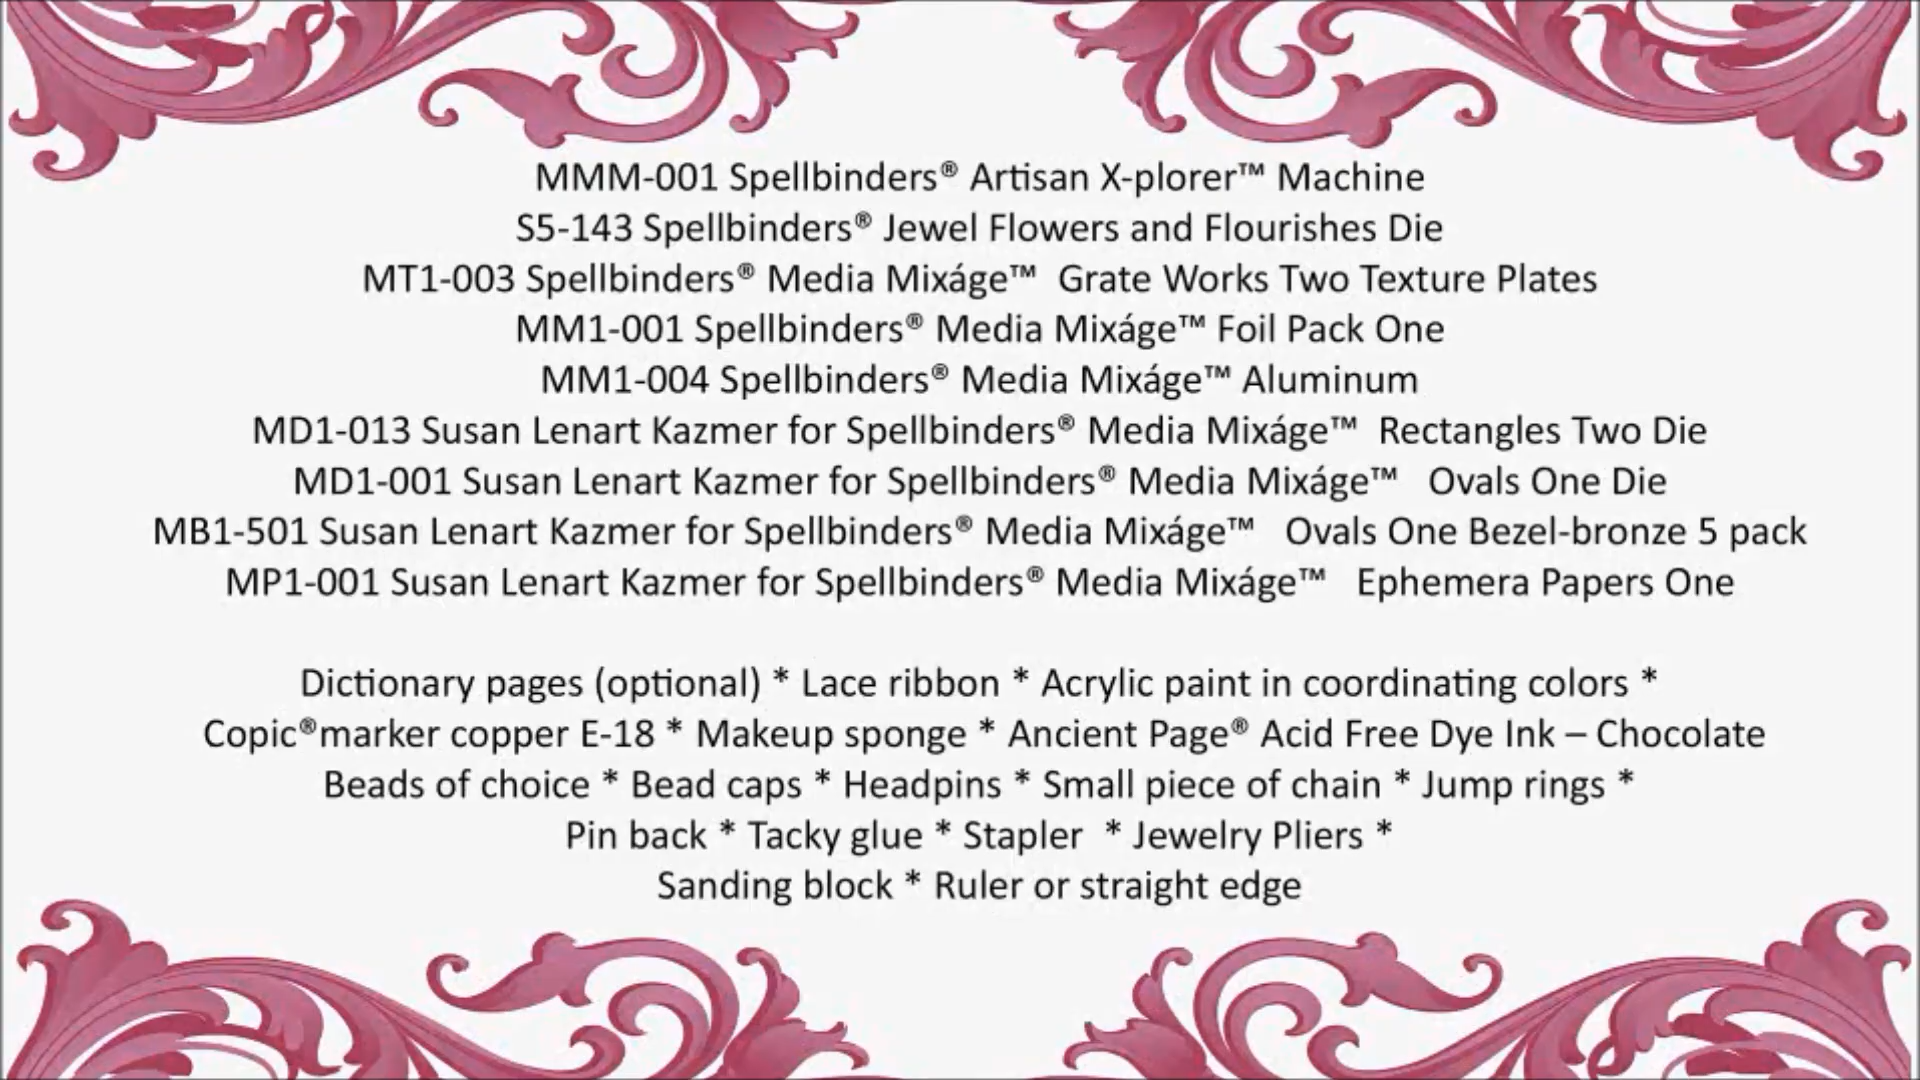 MMM-001 Spellbinders® Artisan X-plorer™ Machine
S5-143 Spellbinders® Jewel Flowers and Flourishes Die
MT1-003 Spellbinders® Media Mixáge™  Grate Works Two Texture Plates
MM1-001 Spellbinders® Media Mixáge™ Foil Pack One
MM1-004 Spellbinders® Media Mixáge™ Aluminum
MD1-013 Susan Lenart Kazmer for Spellbinders® Media Mixáge™  Rectangles Two Die
MD1-001 Susan Lenart Kazmer for Spellbinders® Media Mixáge™   Ovals One Die
MB1-501 Susan Lenart Kazmer for Spellbinders® Media Mixáge™   Ovals One Bezel-bronze 5 pack
MP1-001 Susan Lenart Kazmer for Spellbinders® Media Mixáge™   Ephemera Papers One
Dictionary pages (optional) * Lace ribbon * Acrylic paint in coordinating colors *
Copic®marker copper E-18 * Makeup sponge * Ancient Page® Acid Free Dye Ink – Chocolate
Beads of choice * Bead caps * Headpins * Small piece of chain * Jump rings *
Pin back * Tacky glue * Stapler  * Jewelry Pliers *
Sanding block * Ruler or straight edge